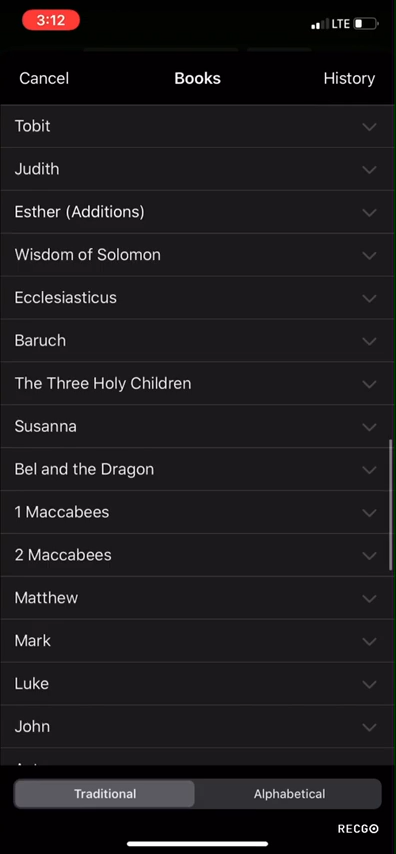 3:12
LTE
Cancel Books History
Tobit
Judith
Esther (Additions)
Wisdom of Solomon
Ecclesiasticus
Baruch
The Three Holy Children
Susanna
Bel and the Dragon
1 Maccabees
2 Maccabees
Matthew
Mark
Luke
John
Traditional Alphabetical
RECGO